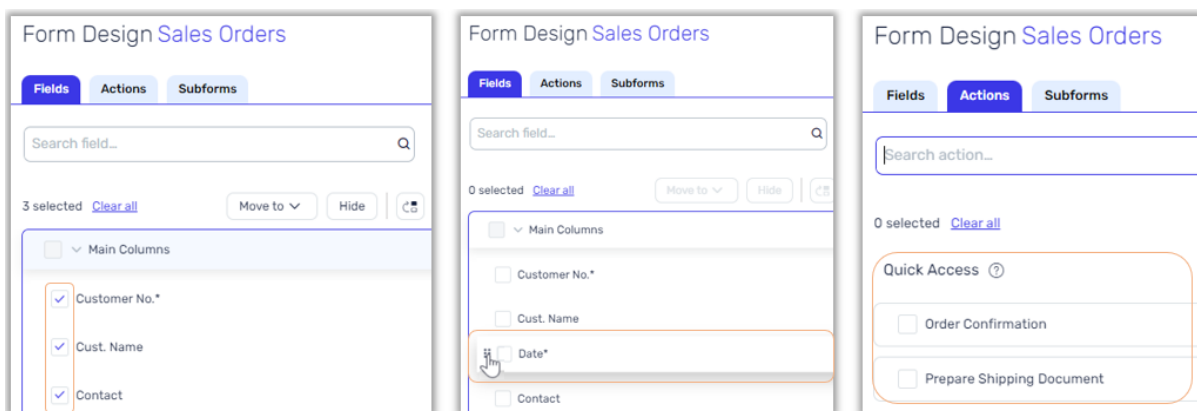 Form Design Sales Orders
Fields Actions Subforms
Search field...
3 selected Clear all Move to Hide
Main Columns
Customer No.*
Cust. Name
Contact
Form Design Sales Orders
Fields Actions Subforms
Search field...
0 selected Clear all Move to Hide
Main Columns
Customer No.*
Cust. Name
Date*
Contact
Form Design Sales Orders
Fields Actions Subforms
Search action...
0 selected Clear all
Quick Access ?
Order Confirmation
Prepare Shipping Document